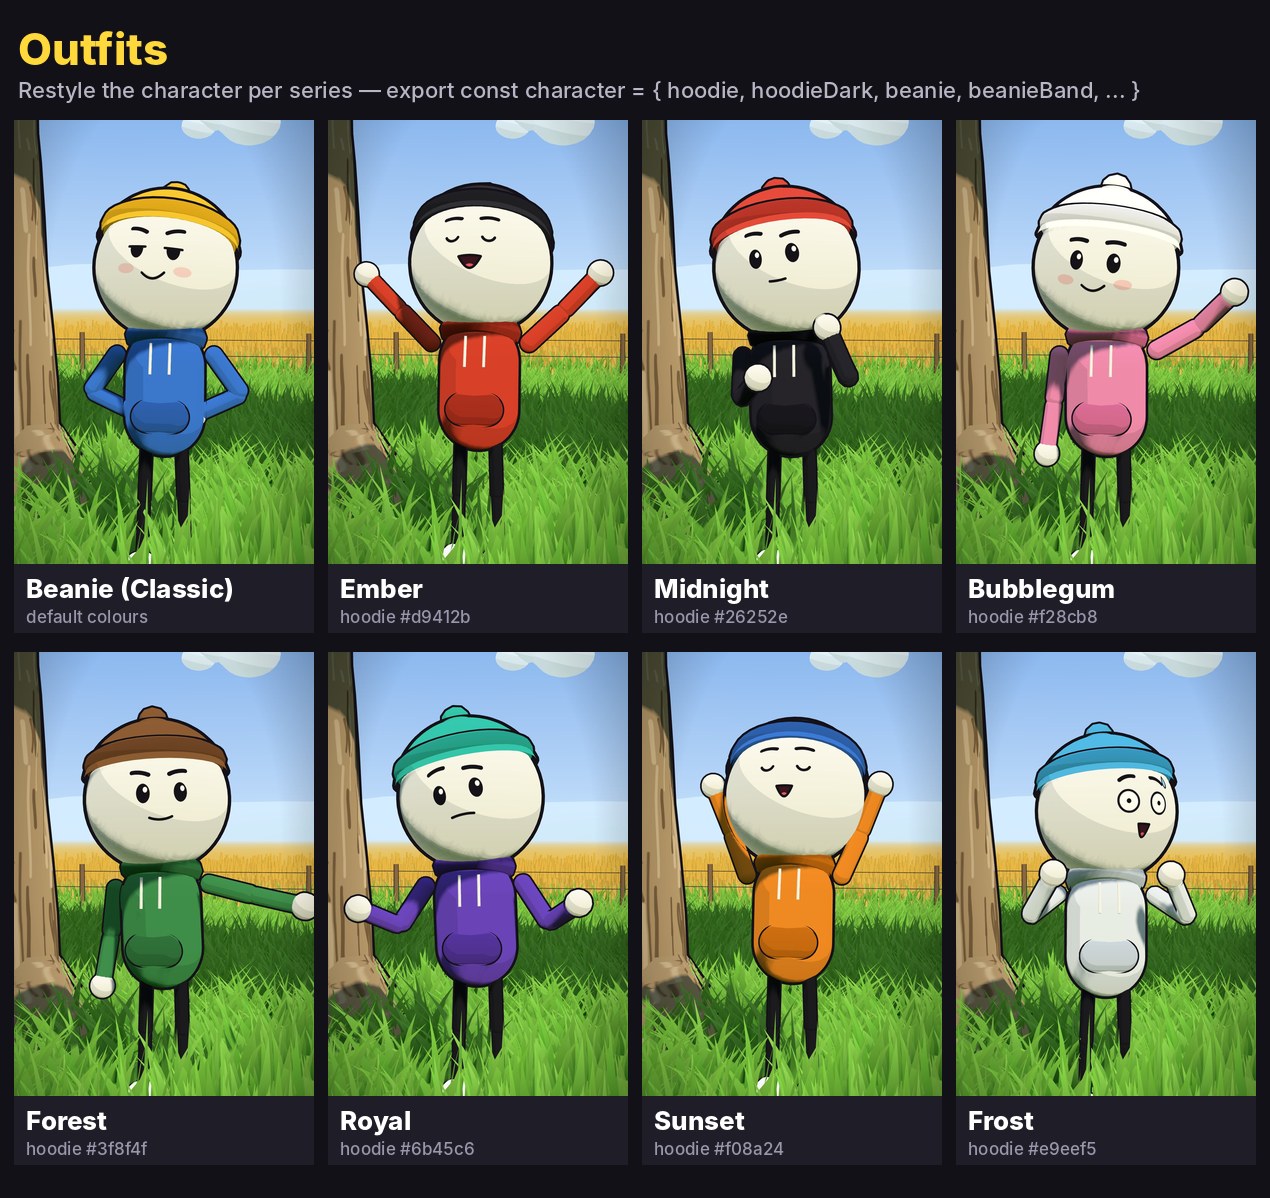 Outfits
Restyle the character per series — export const character = { hoodie, hoodieDark, beanie, beanieBand, ... }
Beanie (Classic)
default colours
Ember
hoodie #d9412b
Midnight
hoodie #26252e
Bubblegum
hoodie #f28cb8
Forest
hoodie #3f8f4f
Royal
hoodie #6b45c6
Sunset
hoodie #f08a24
Frost
hoodie #e9eef5